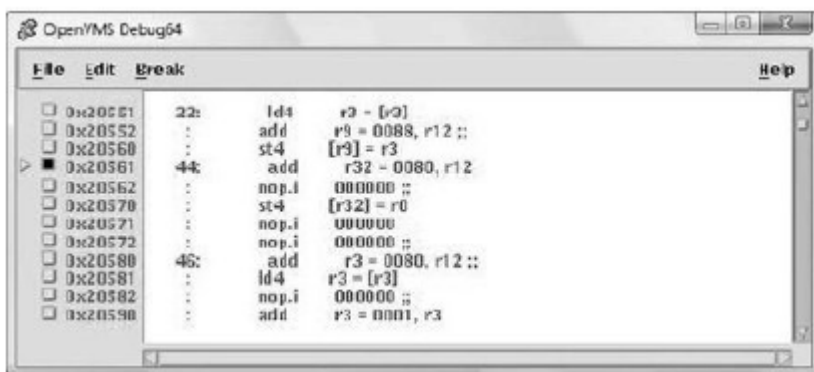 OpenVMS Debug64
File Edit Break Help
0x20551 22: ld4 r3 = [r9]
0x20552 : add r9 = 0088, r12 ;;
0x20560 : st4 [r9] = r3
0x20561 44: add r32 = 0080, r12
0x20562 : nop.i 000000 ;;
0x20570 : st4 [r32] = r0
0x20571 : nop.i 000000
0x20572 : nop.i 000000 ;;
0x20580 46: add r3 = 0080, r12 ;;
0x20581 : ld4 r3 = [r3]
0x20582 : nop.i 000000 ;;
0x20590 : add r3 = 0001, r3